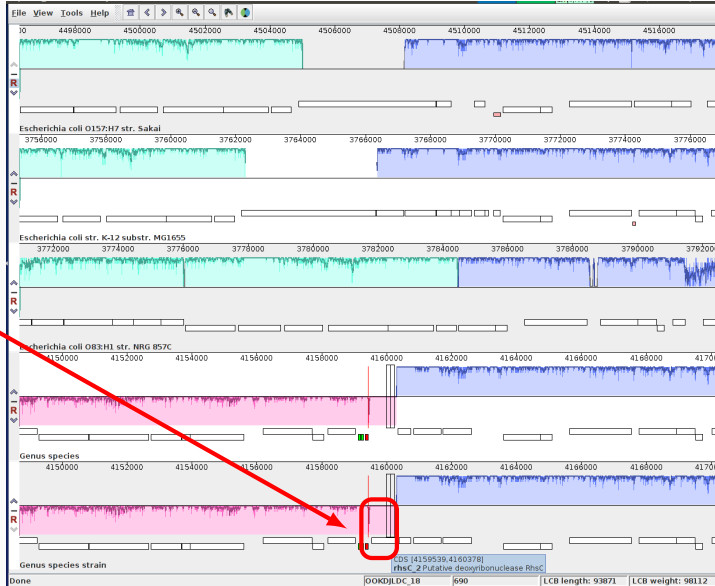 File View Tools Help
00 4498000 4500000 4502000 4504000 4506000 4508000 4510000 4512000 4514000 4516000
R
Escherichia coli O157:H7 str. Sakai
3756000 3758000 3760000 3762000 3764000 3766000 3768000 3770000 3772000 3774000 3776000
R
Escherichia coli str. K-12 substr. MG1655
3772000 3774000 3776000 3778000 3780000 3782000 3784000 3786000 3788000 3790000 379200
R
Escherichia coli O83:H1 str. NRG 857C
4150000 4152000 4154000 4156000 4158000 4160000 4162000 4164000 4166000 4168000 4170
R
Genus species
4150000 4152000 4154000 4156000 4158000 4160000 4162000 4164000 4166000 4168000 4170
R
Genus species strain
CDS [4159539,4160378]
rhsC_2 Putative deoxyribonuclease RhsC
Done OOKDJLDC_18 690 LCB length: 93871 LCB weight: 98112